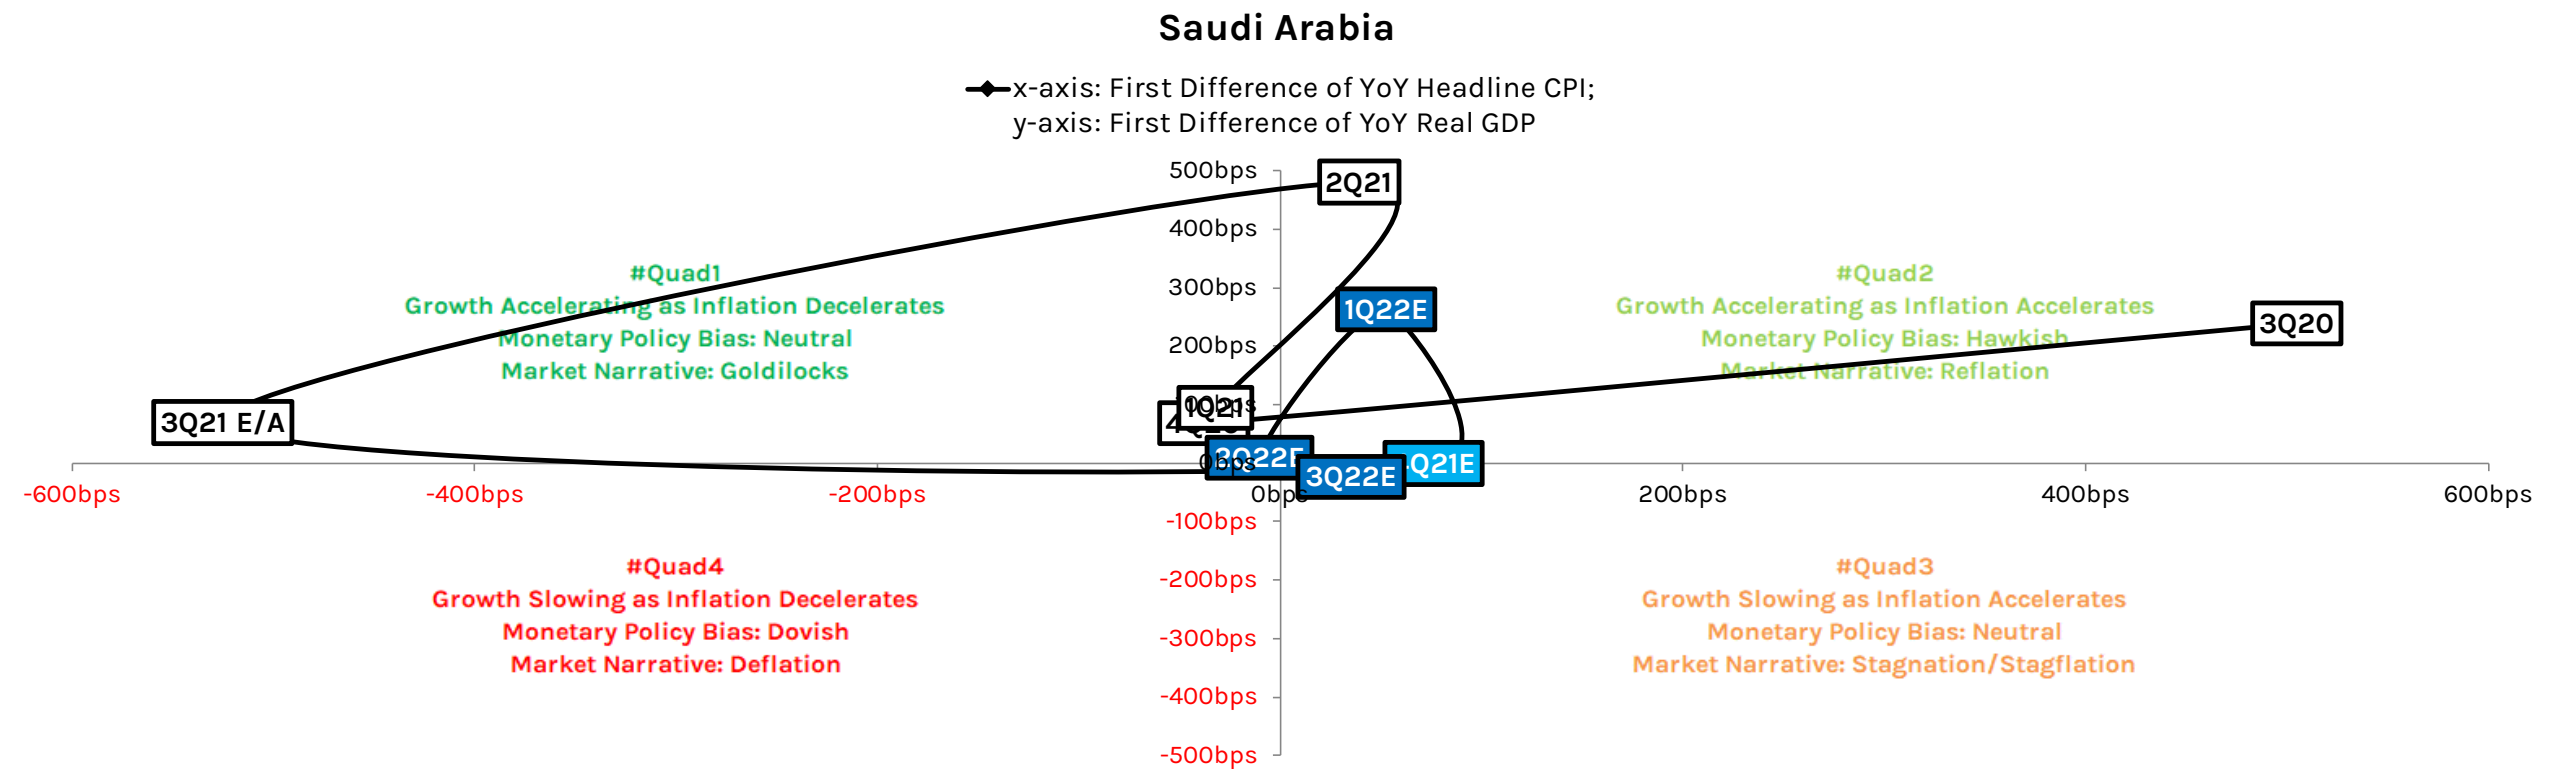 Saudi Arabia
x-axis: First Difference of YoY Headline CPI;
y-axis: First Difference of YoY Real GDP
500bps
2Q21
400bps
#Quad1
Growth Accelerating as Inflation Decelerates
Monetary Policy Bias: Neutral
Market Narrative: Goldilocks
300bps
1Q22E
#Quad2
Growth Accelerating as Inflation Accelerates
Monetary Policy Bias: Hawkish
Market Narrative: Reflation
3Q20
200bps
1Q21
3Q21 E/A
3Q22E
0bps
3Q22E
-600bps
-400bps
-200bps
0bps
200bps
400bps
600bps
-100bps
-200bps
-300bps
-400bps
-500bps
#Quad4
Growth Slowing as Inflation Decelerates
Monetary Policy Bias: Dovish
Market Narrative: Deflation
#Quad3
Growth Slowing as Inflation Accelerates
Monetary Policy Bias: Neutral
Market Narrative: Stagnation/Stagflation